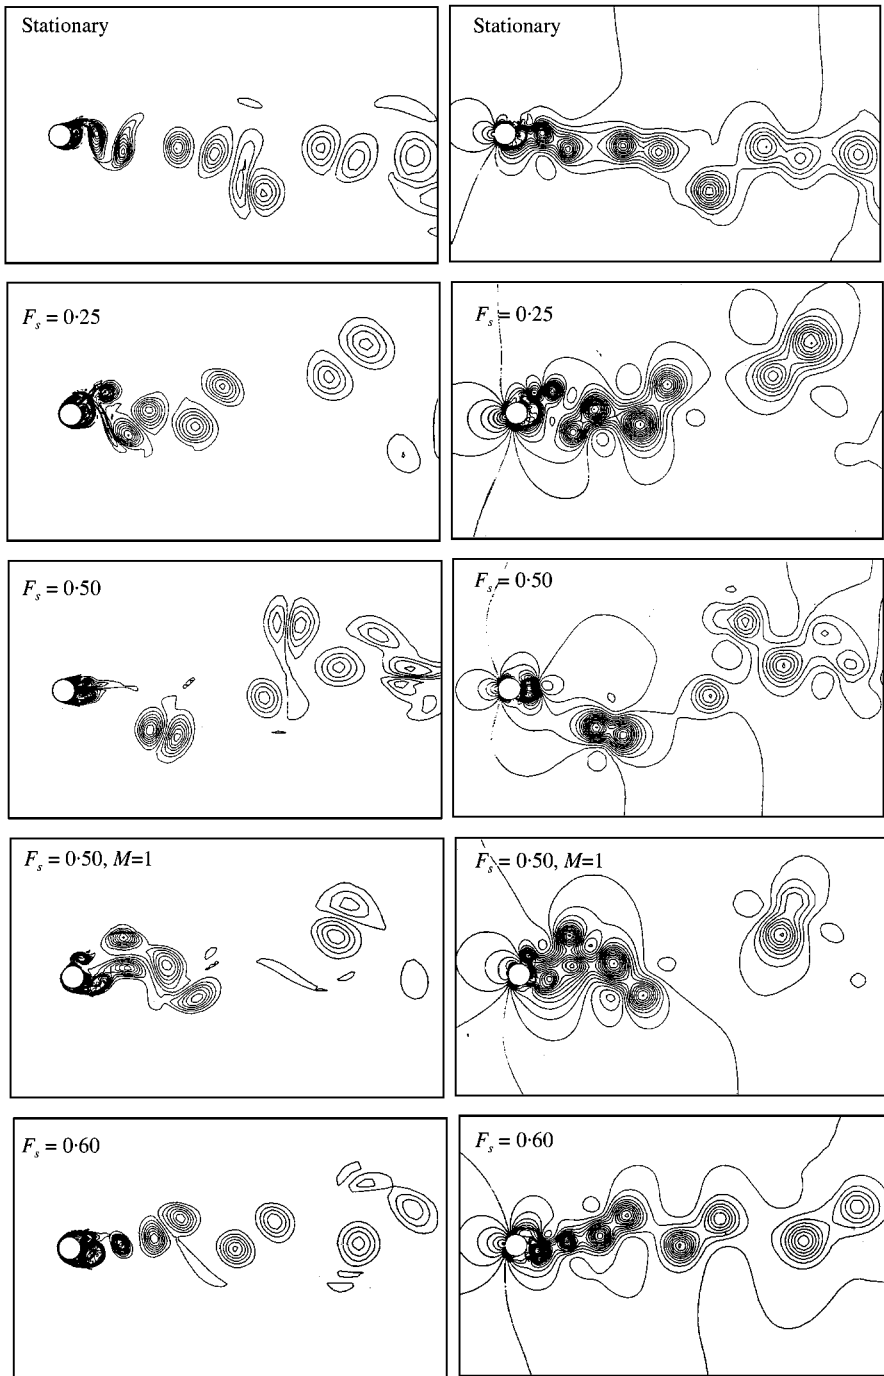 Stationary
Stationary
F_s = 0·25
F_s = 0·25
F_s = 0·50
F_s = 0·50
F_s = 0·50, M=1
F_s = 0·50, M=1
F_s = 0·60
F_s = 0·60